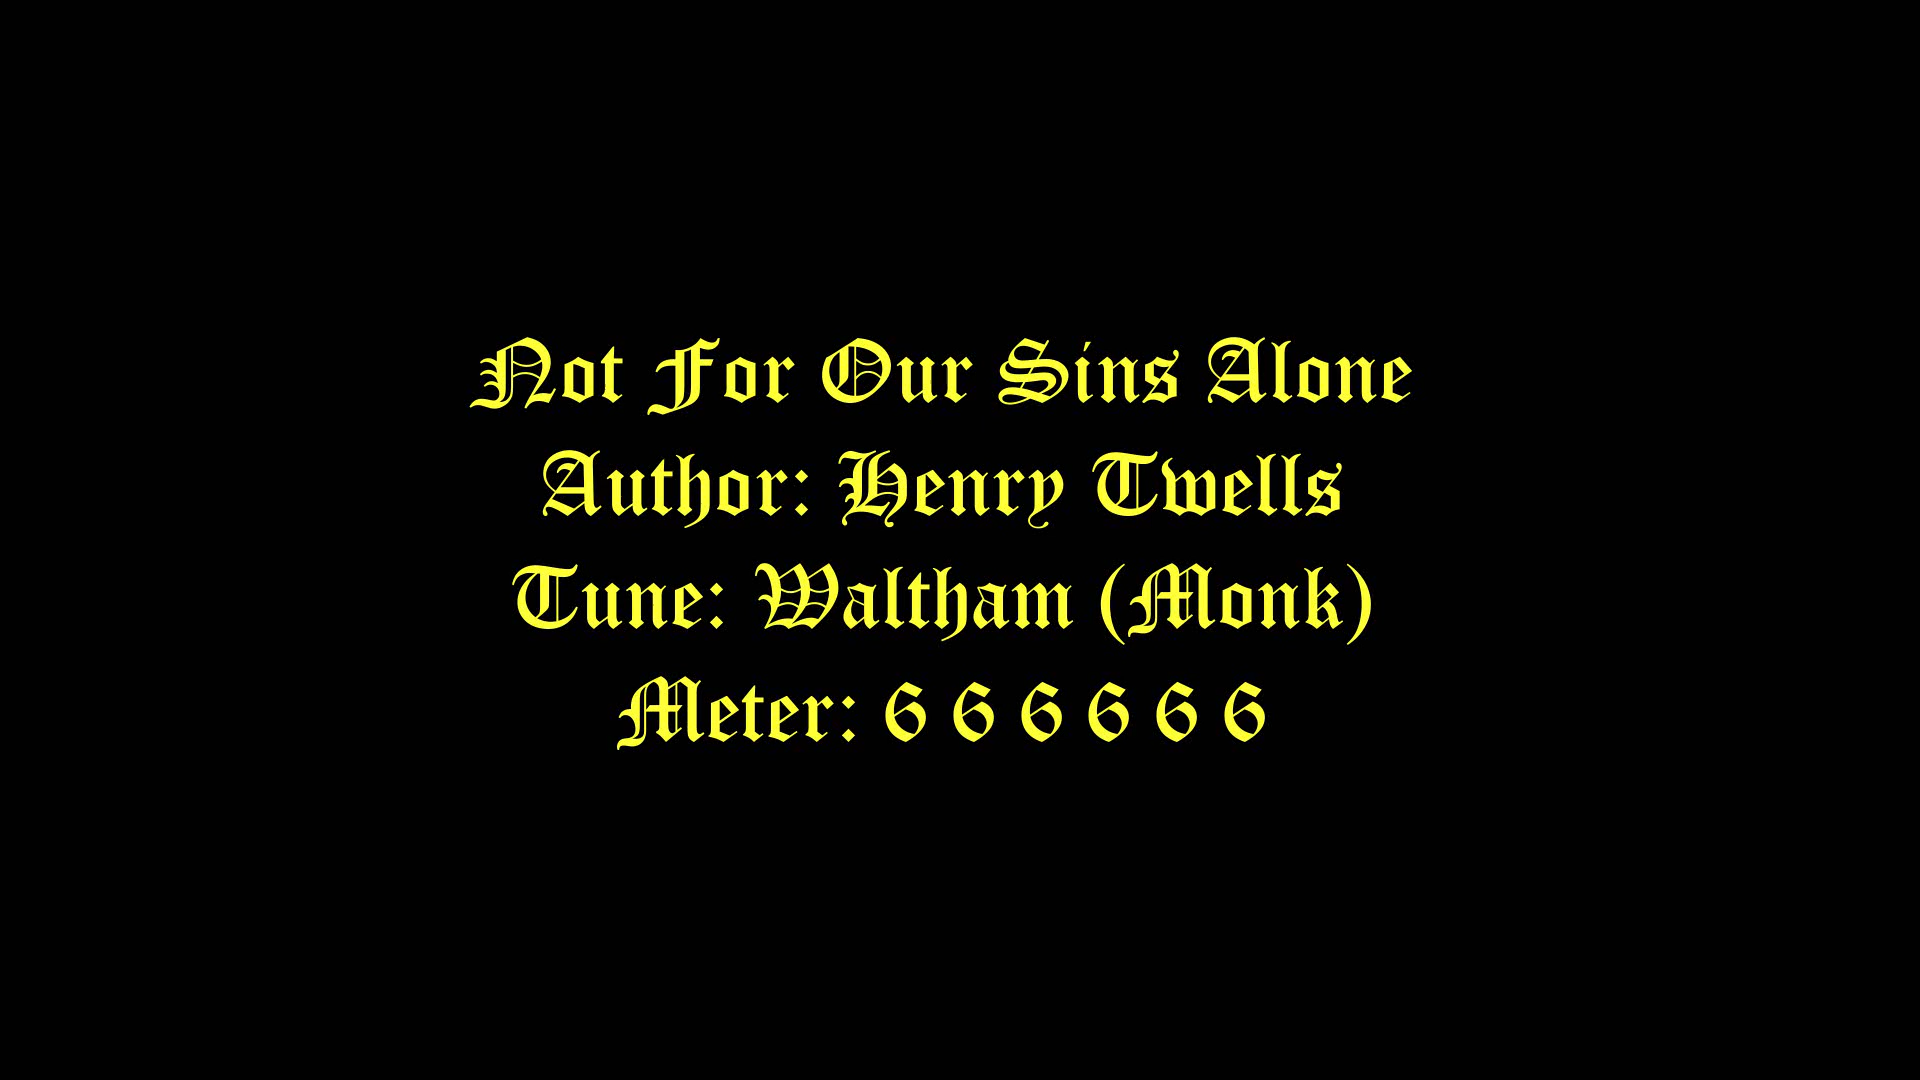 Not For Our Sins Alone
Author: Henry Twells
Tune: Waltham (Monk)
Meter: 6 6 6 6 6 6